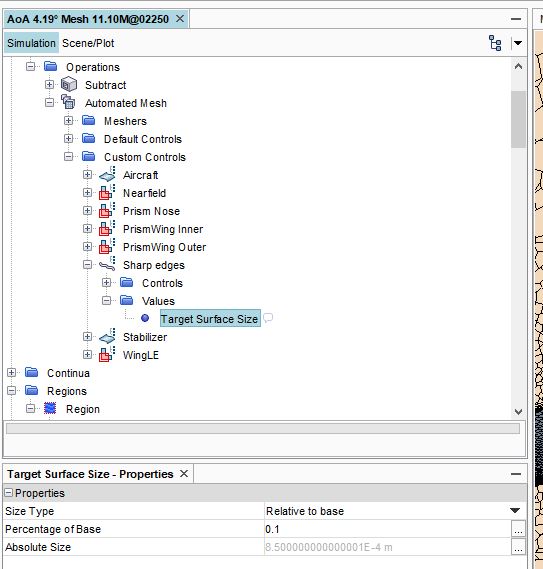 AoA 4.19° Mesh 11.10M@02250
Simulation Scene/Plot
Operations
Subtract
Automated Mesh
Meshers
Default Controls
Custom Controls
Aircraft
Nearfield
Prism Nose
PrismWing Inner
PrismWing Outer
Sharp edges
Controls
Values
Target Surface Size
Stabilizer
WingLE
Continua
Regions
Region
Target Surface Size - Properties
Properties
Size Type Relative to base
Percentage of Base 0.1 ...
Absolute Size 8.500000000000001E-4 m ...